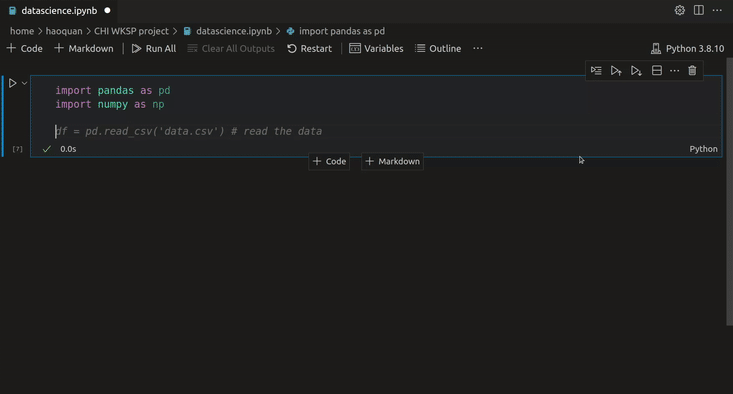 datascience.ipynb
home > haoquan > CHI WKSP project > datascience.ipynb > import pandas as pd
+ Code + Markdown | Run All Clear All Outputs Restart | Variables Outline ... Python 3.8.10
import pandas as pd
import numpy as np
df = pd.read_csv('data.csv') # read the data
[7] 0.0s Python
+ Code + Markdown